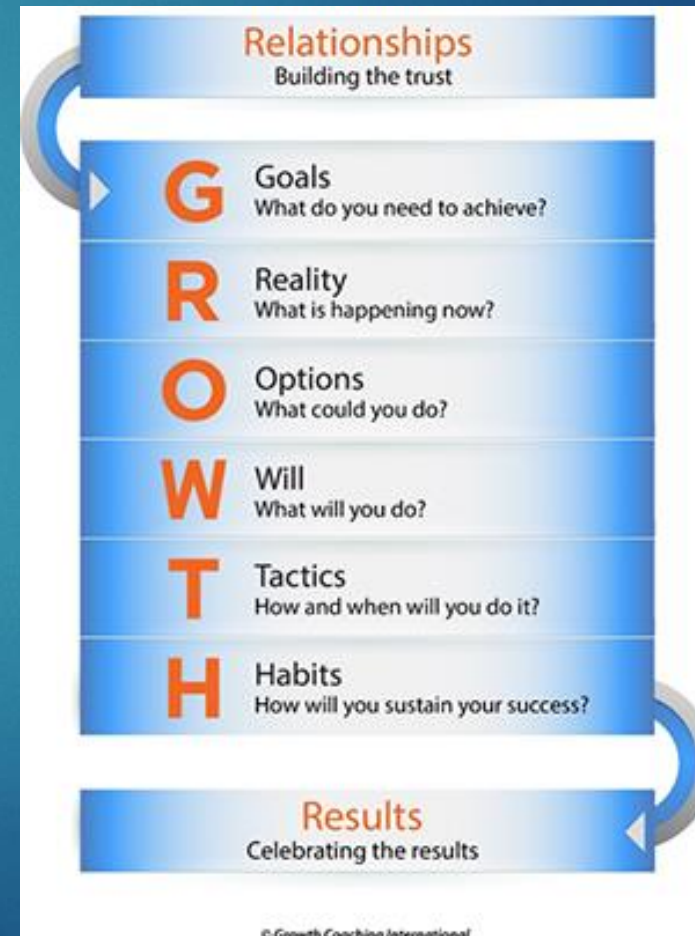 Relationships
Building the trust
G
Goals
What do you need to achieve?
R
Reality
What is happening now?
O
Options
What could you do?
W
Will
What will you do?
T
Tactics
How and when will you do it?
H
Habits
How will you sustain your success?
Results
Celebrating the results
© Growth Coaching International